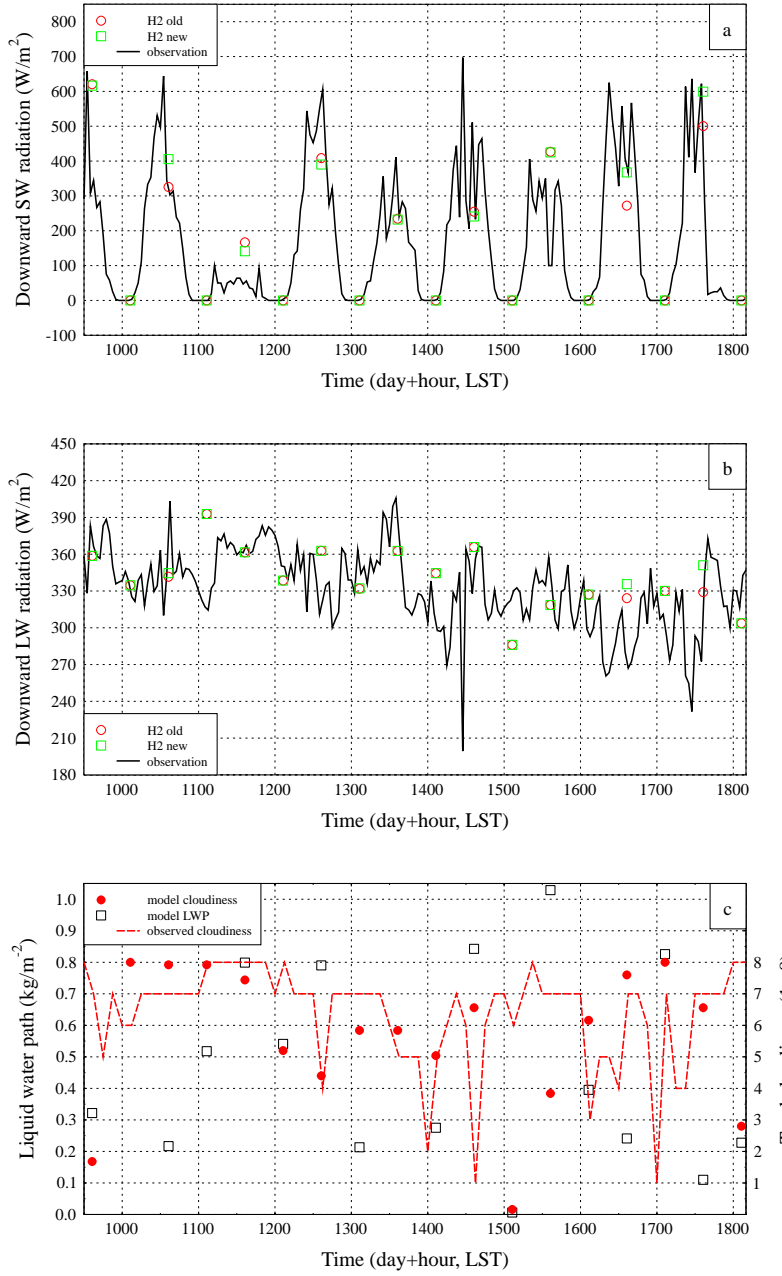 800
700
600
500
400
300
200
100
0
-100
Downward SW radiation (W/m²)
H2 old
H2 new
observation
a
1000 1100 1200 1300 1400 1500 1600 1700 1800
Time (day+hour, LST)
450
420
390
360
330
300
270
240
210
180
Downward LW radiation (W/m²)
b
H2 old
H2 new
observation
1000 1100 1200 1300 1400 1500 1600 1700 1800
Time (day+hour, LST)
1.0
0.9
0.8
0.7
0.6
0.5
0.4
0.3
0.2
0.1
0.0
Liquid water path (kg/m⁻²)
model cloudiness
model LWP
observed cloudiness
c
8
7
6
5
4
3
2
1
1000 1100 1200 1300 1400 1500 1600 1700 1800
Time (day+hour, LST)